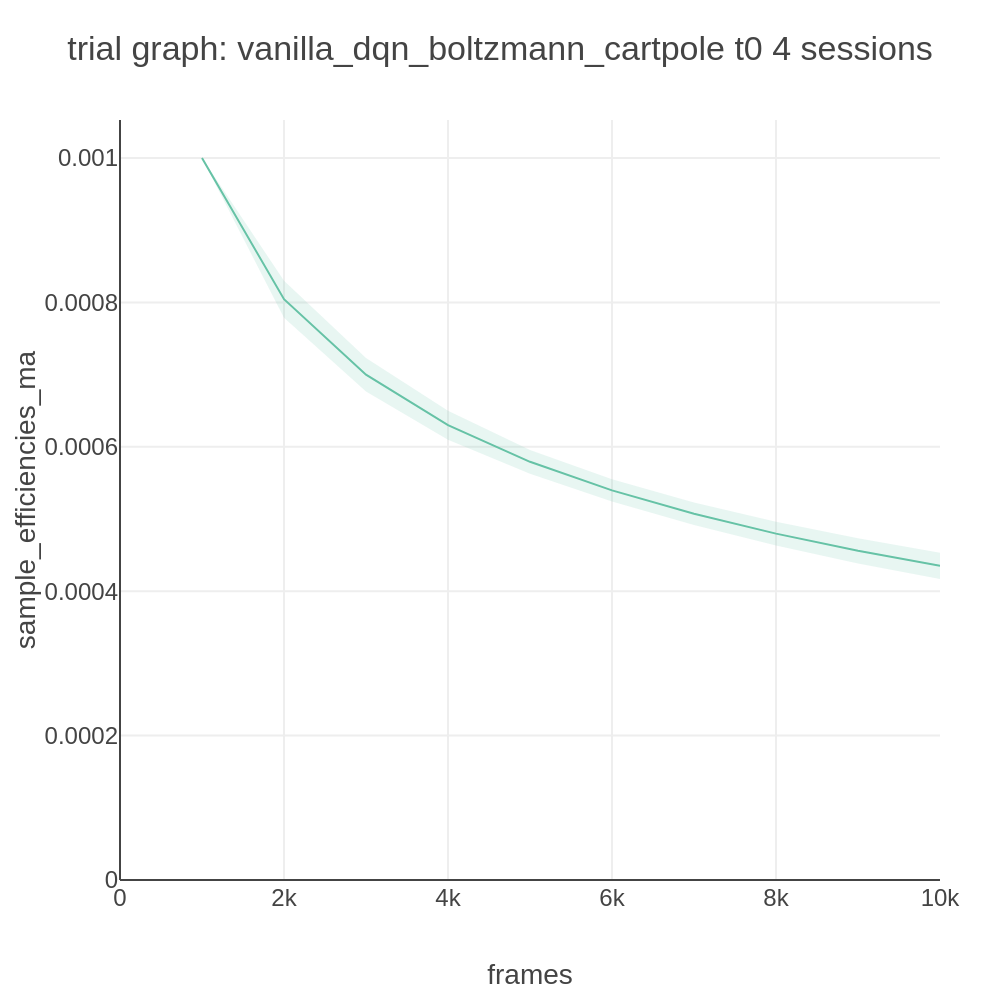 trial graph: vanilla_dqn_boltzmann_cartpole t0 4 sessions
0.001
0.0008
0.0006
0.0004
0.0002
0
sample_efficiencies_ma
0
2k
4k
6k
8k
10k
frames